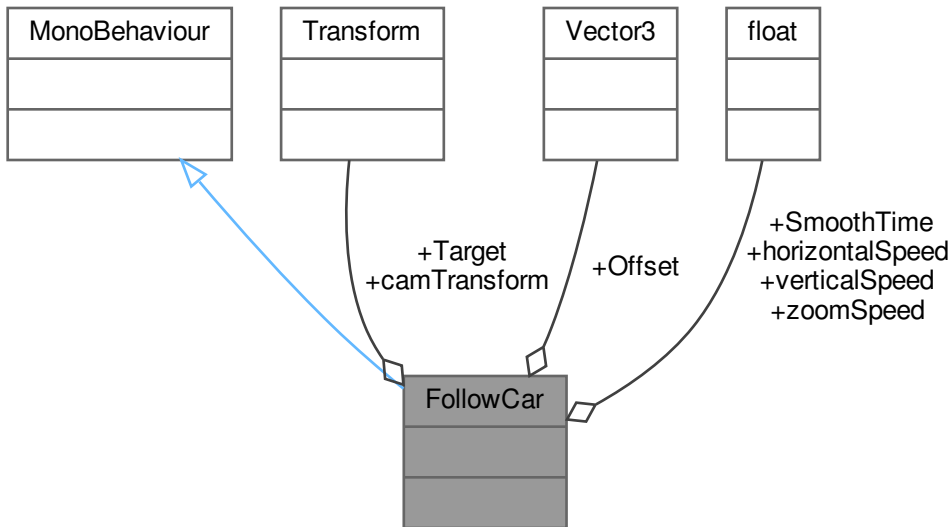 MonoBehaviour
Transform
Vector3
float
+Target
+camTransform
+Offset
+SmoothTime
+horizontalSpeed
+verticalSpeed
+zoomSpeed
FollowCar